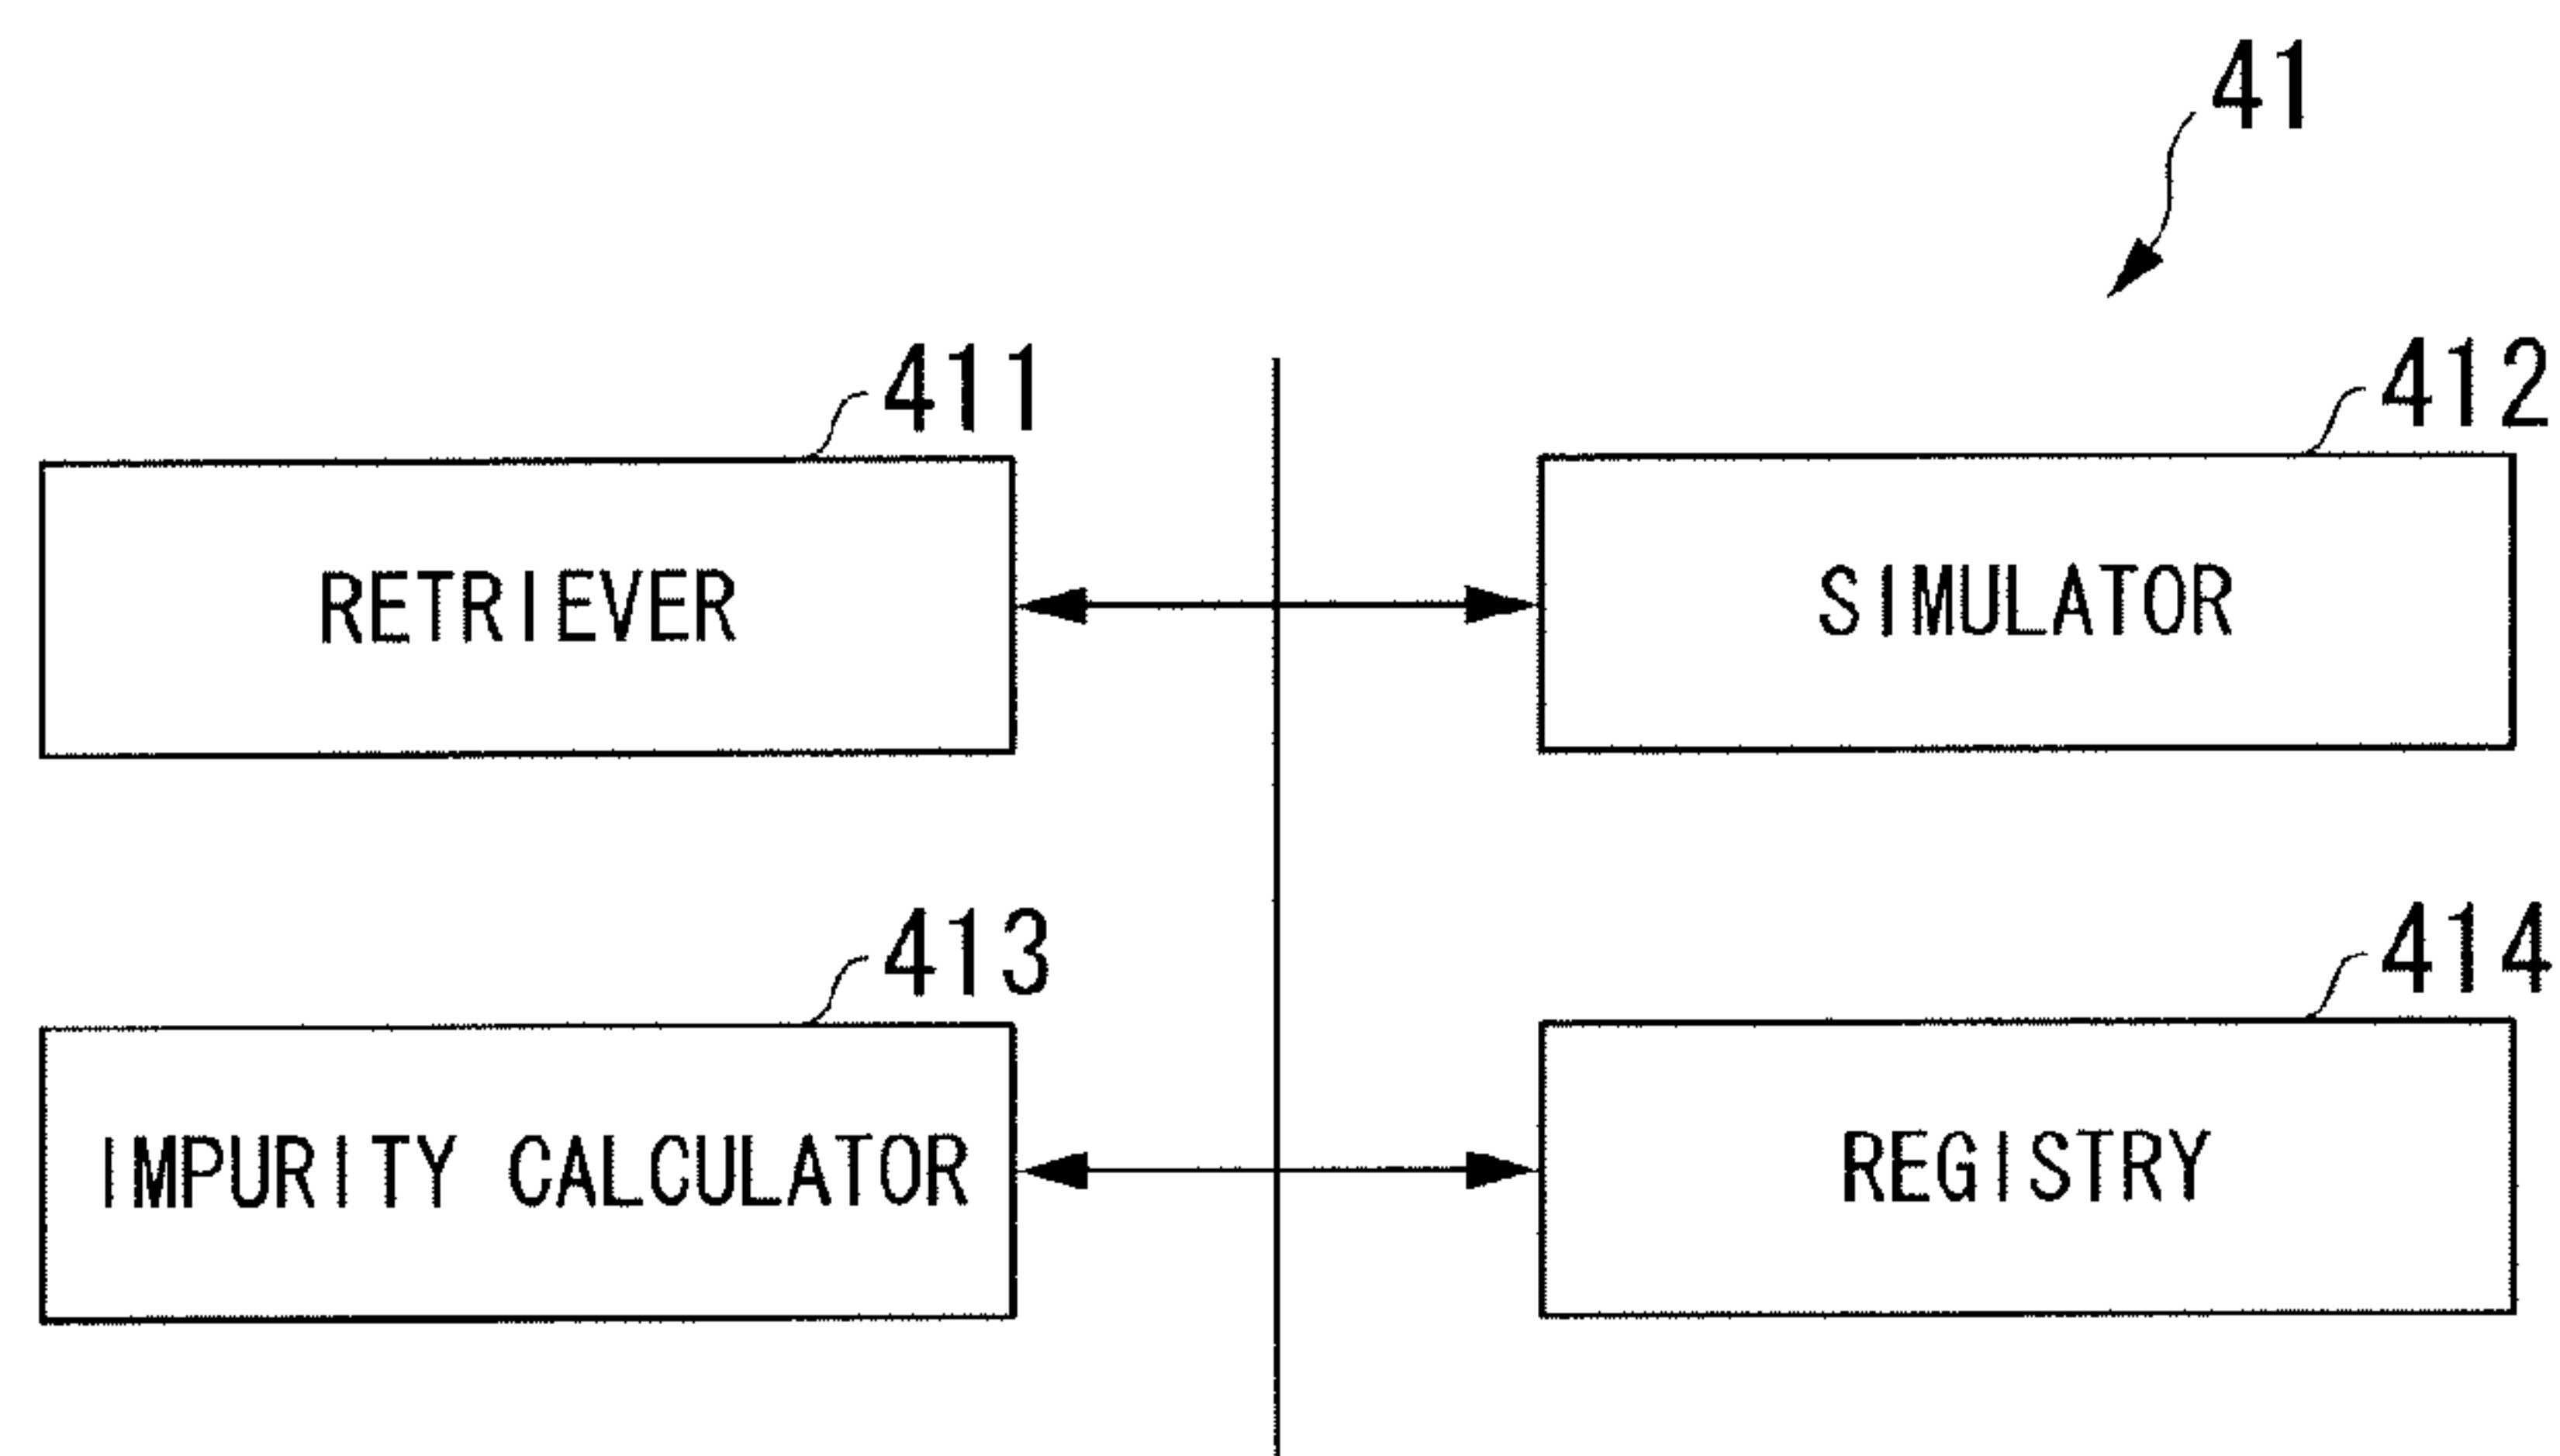 41
411
412
RETRIEVER
SIMULATOR
413
414
IMPURITY CALCULATOR
REGISTRY